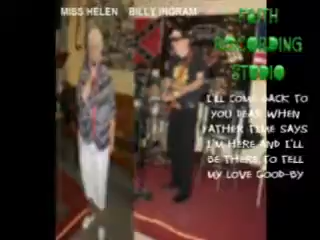 MISS HELEN BILLY INGRAM
FAITH
RECORDING
STUDIO
I'LL COME BACK TO
YOU DEAR WHEN
FATHER TIME SAYS
I'M HERE AND I'LL
BE THERE TO TELL
MY LOVE GOOD-BY